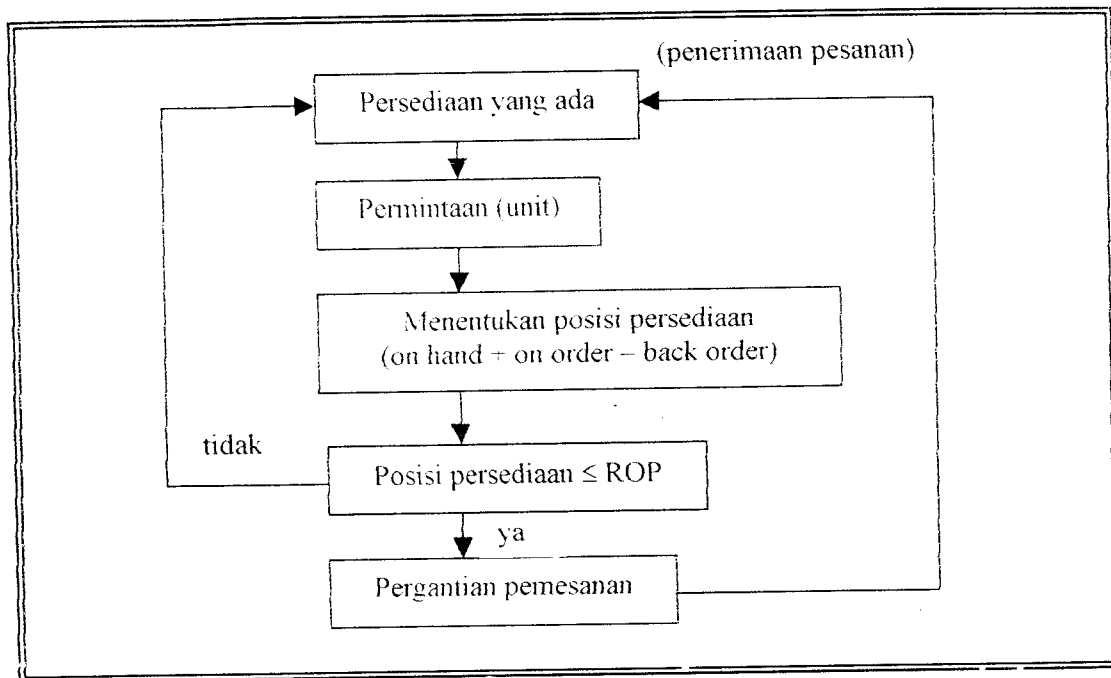 (penerimaan pesanan)
Persediaan yang ada
Permintaan (unit)
Menentukan posisi persediaan
(on hand + on order – back order)
tidak
Posisi persediaan ≤ ROP
ya
Pergantian pemesanan